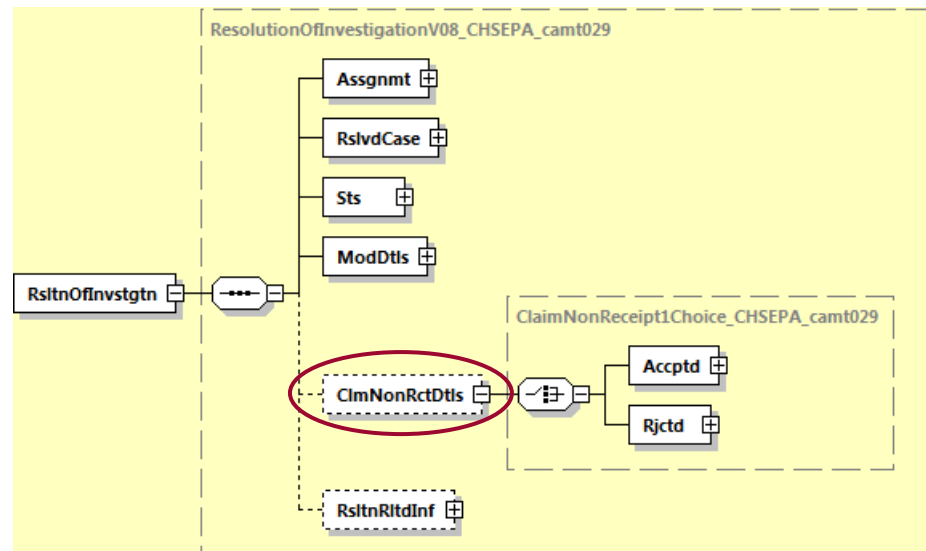 ResolutionOfInvestigationV08_CHSEPA_camt029
Assgnmt
RslvdCase
Sts
ModDtls
RsltnOfInvstgtn
ClaimNonReceipt1Choice_CHSEPA_camt029
Accptd
ClmNonRctDtls
Rjctd
RsltnRltdInf